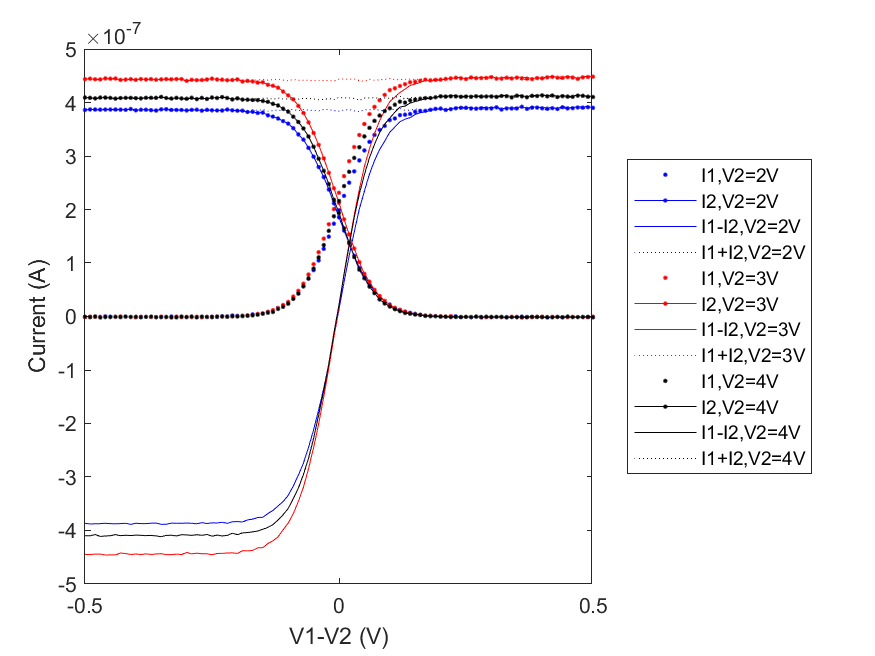 ×10-7
5
4
3
2
1
0
-1
-2
-3
-4
-5
-0.5
0
0.5
Current (A)
V1-V2 (V)
I1,V2=2V
I2,V2=2V
I1-I2,V2=2V
I1+I2,V2=2V
I1,V2=3V
I2,V2=3V
I1-I2,V2=3V
I1+I2,V2=3V
I1,V2=4V
I2,V2=4V
I1-I2,V2=4V
I1+I2,V2=4V